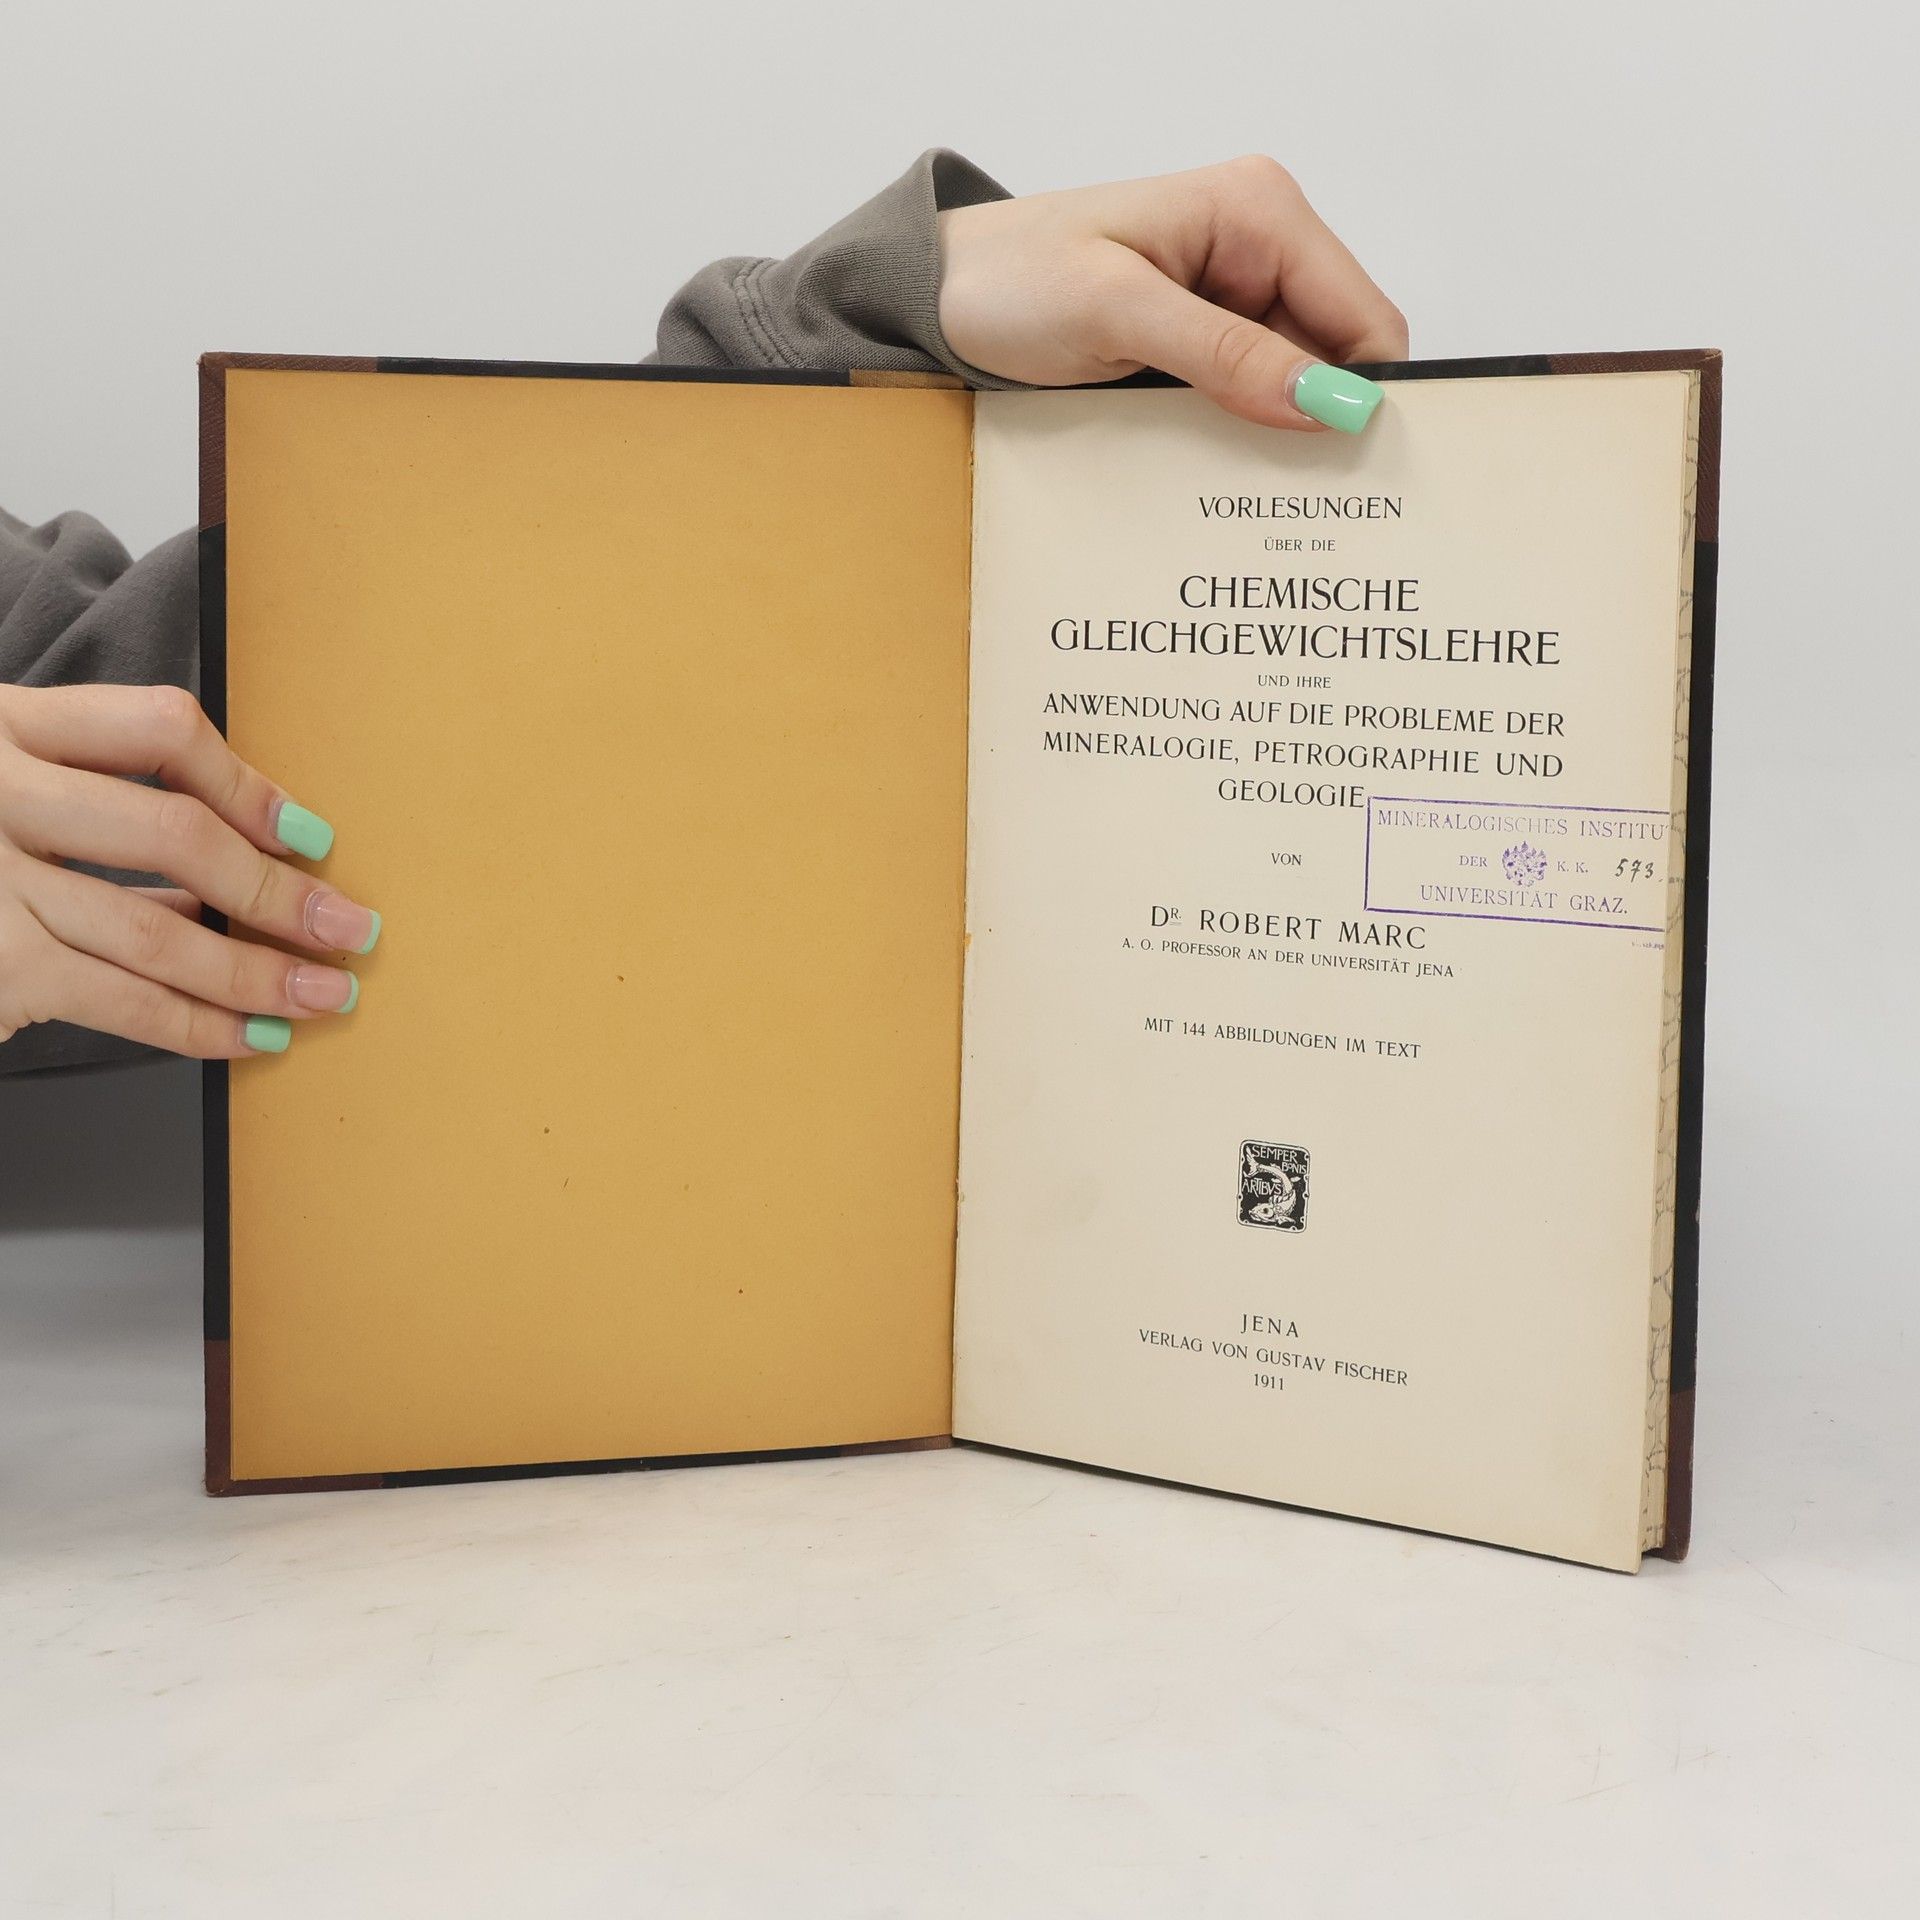 VORLESUNGEN
ÜBER DIE
CHEMISCHE
GLEICHGEWICHTSLEHRE
UND IHRE
ANWENDUNG AUF DIE PROBLEME DER
MINERALOGIE, PETROGRAPHIE UND
GEOLOGIE
MINERALOGISCHES INSTITU
DER K. K. 573.
UNIVERSITÄT GRAZ.
VON
DR. ROBERT MARC
A. O. PROFESSOR AN DER UNIVERSITÄT JENA
MIT 144 ABBILDUNGEN IM TEXT
SEMPER
BONIS
ARTIBVS
JENA
VERLAG VON GUSTAV FISCHER
1911